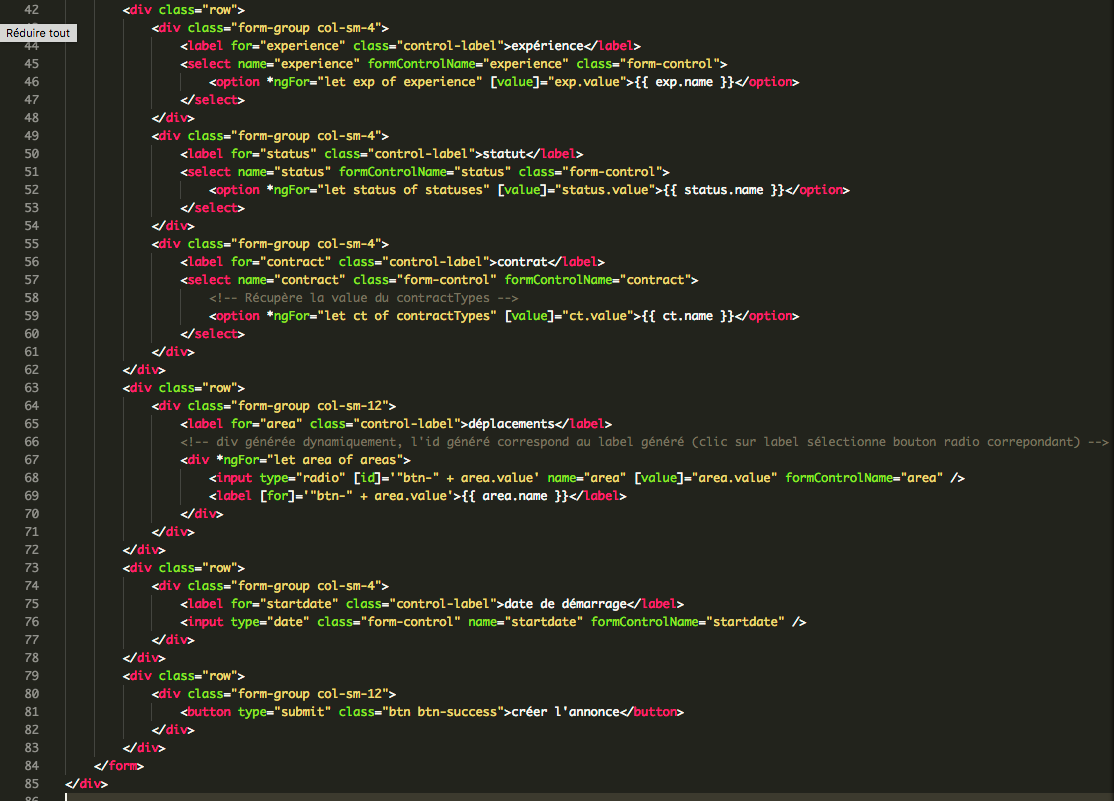 42 <div class="row">
<div class="form-group col-sm-4">
Réduire tout
44 <label for="experience" class="control-label">expérience</label>
45 <select name="experience" formControlName="experience" class="form-control">
46 <option *ngFor="let exp of experience" [value]="exp.value">{{ exp.name }}</option>
47 </select>
48 </div>
49 <div class="form-group col-sm-4">
50 <label for="status" class="control-label">statut</label>
51 <select name="status" formControlName="status" class="form-control">
52 <option *ngFor="let status of statuses" [value]="status.value">{{ status.name }}</option>
53 </select>
54 </div>
55 <div class="form-group col-sm-4">
56 <label for="contract" class="control-label">contrat</label>
57 <select name="contract" class="form-control" formControlName="contract">
58 <!-- Récupère la value du contractTypes -->
59 <option *ngFor="let ct of contractTypes" [value]="ct.value">{{ ct.name }}</option>
60 </select>
61 </div>
62 </div>
63 <div class="row">
64 <div class="form-group col-sm-12">
65 <label for="area" class="control-label">déplacements</label>
66 <!-- div générée dynamiquement, l'id généré correspond au label généré (clic sur label sélectionne bouton radio correpondant) -->
67 <div *ngFor="let area of areas">
68 <input type="radio" [id]='"btn-" + area.value' name="area" [value]="area.value" formControlName="area" />
69 <label [for]='"btn-" + area.value'>{{ area.name }}</label>
70 </div>
71 </div>
72 </div>
73 <div class="row">
74 <div class="form-group col-sm-4">
75 <label for="startdate" class="control-label">date de démarrage</label>
76 <input type="date" class="form-control" name="startdate" formControlName="startdate" />
77 </div>
78 </div>
79 <div class="row">
80 <div class="form-group col-sm-12">
81 <button type="submit" class="btn btn-success">créer l'annonce</button>
82 </div>
83 </div>
84 </form>
85 </div>
86